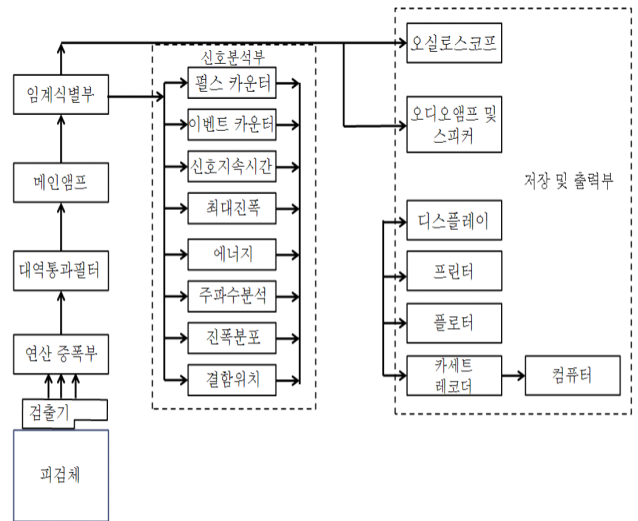 신호분석부
오실로스코프
임계식별부
펄스 카운터
이벤트 카운터
오디오앰프 및
스피커
신호지속시간
메인앰프
최대진폭
저장 및 출력부
디스플레이
에너지
대역통과필터
프린터
주파수분석
진폭분포
플로터
연산 증폭부
결함위치
카세트
레코더
컴퓨터
검출기
피검체